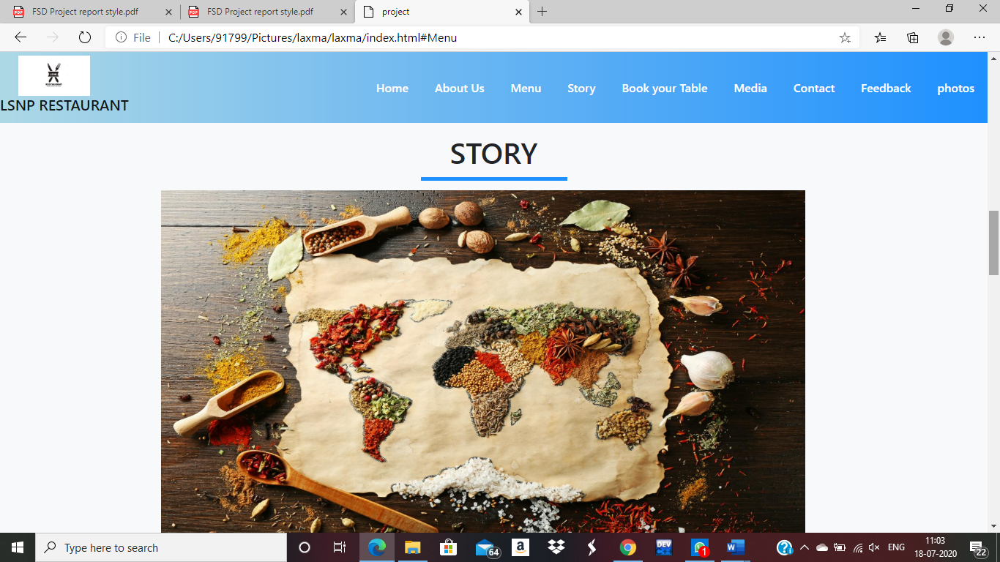 FSD Project report style.pdf
FSD Project report style.pdf
project
File
C:/Users/91799/Pictures/laxma/laxma/index.html#Menu
RESTAURANT
LSNP RESTAURANT
Home
About Us
Menu
Story
Book your Table
Media
Contact
Feedback
photos
STORY
Type here to search
64
a
DEV
1
W
ENG
11:03
18-07-2020
22